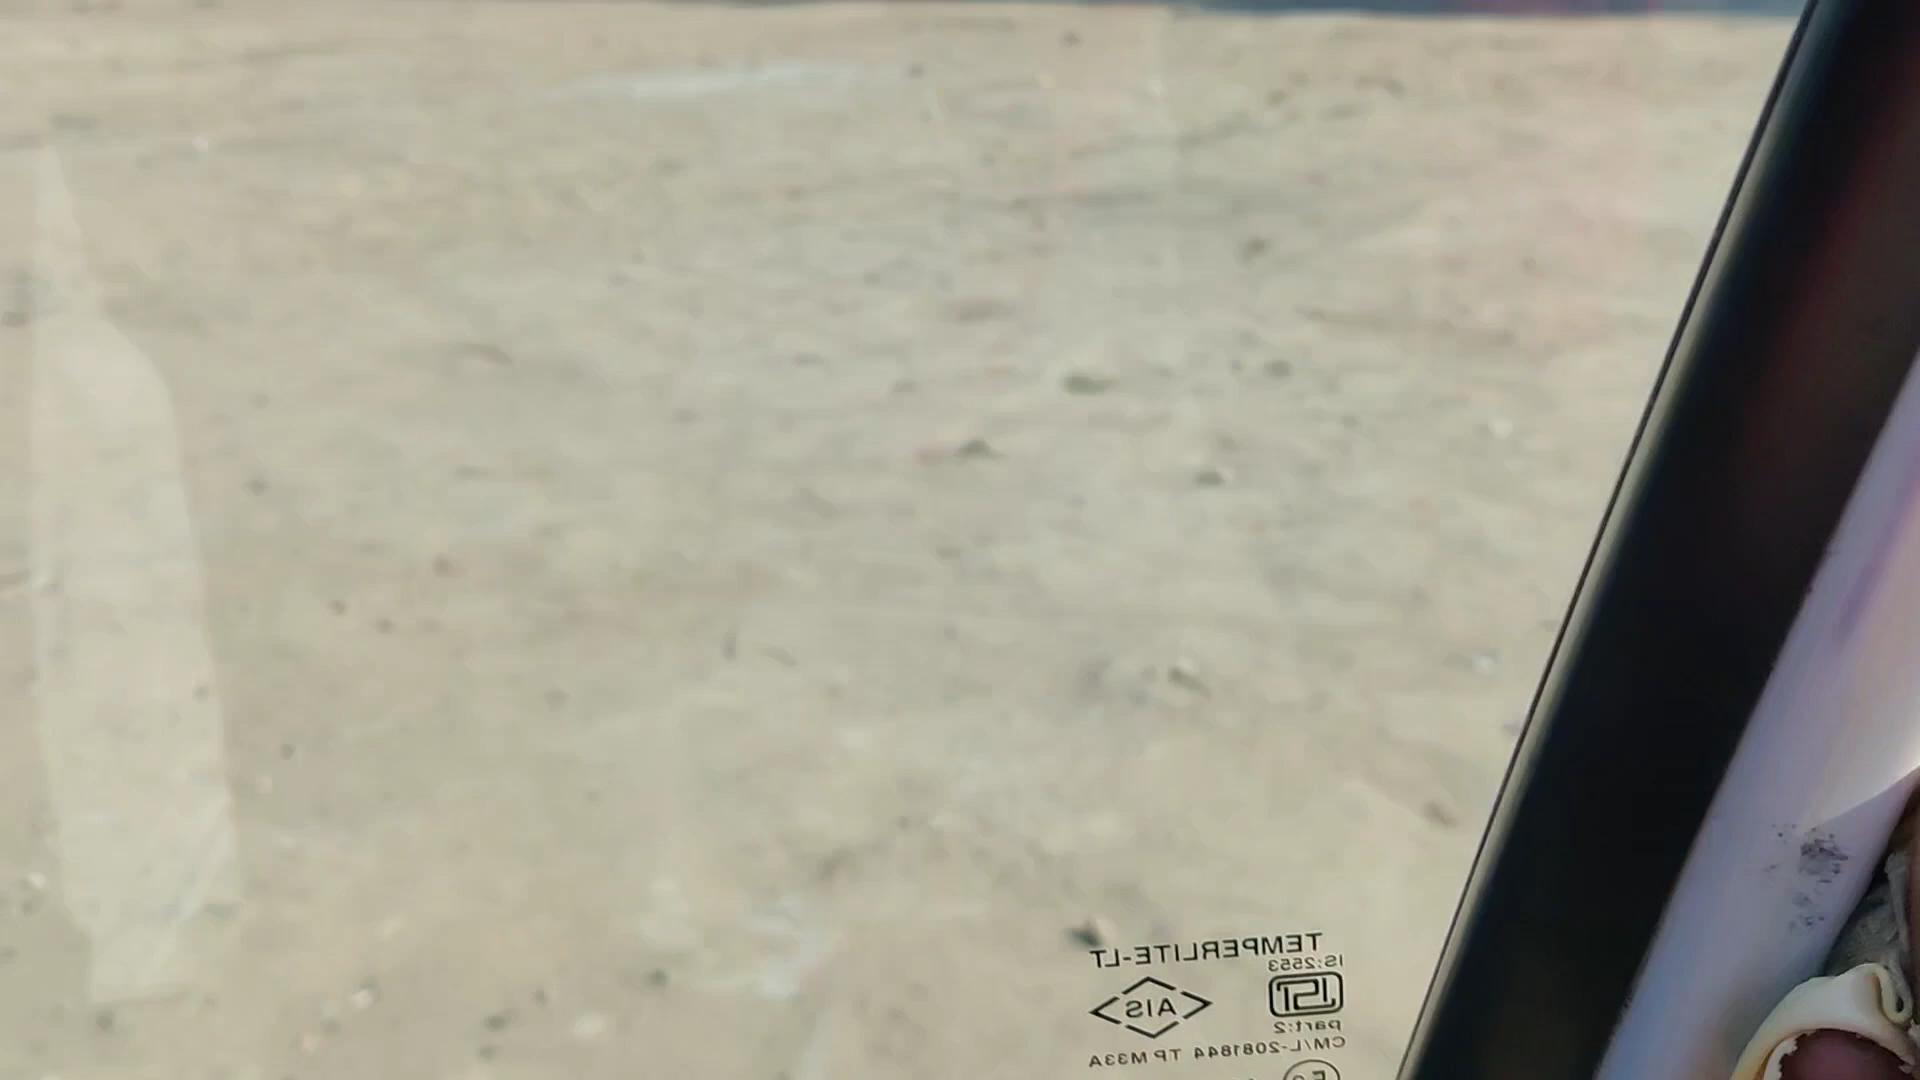 TEMPERLITE-LT
IS:2553
ISI
AIS
part:2
CM/L-2081844 TP M33A